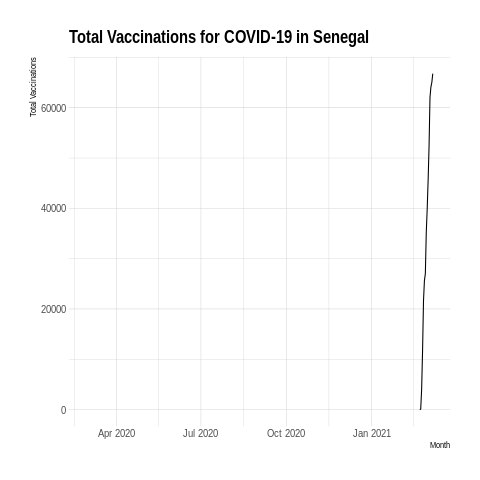 Total Vaccinations for COVID-19 in Senegal
Total Vaccinations
60000
40000
20000
0
Apr 2020 Jul 2020 Oct 2020 Jan 2021
Month